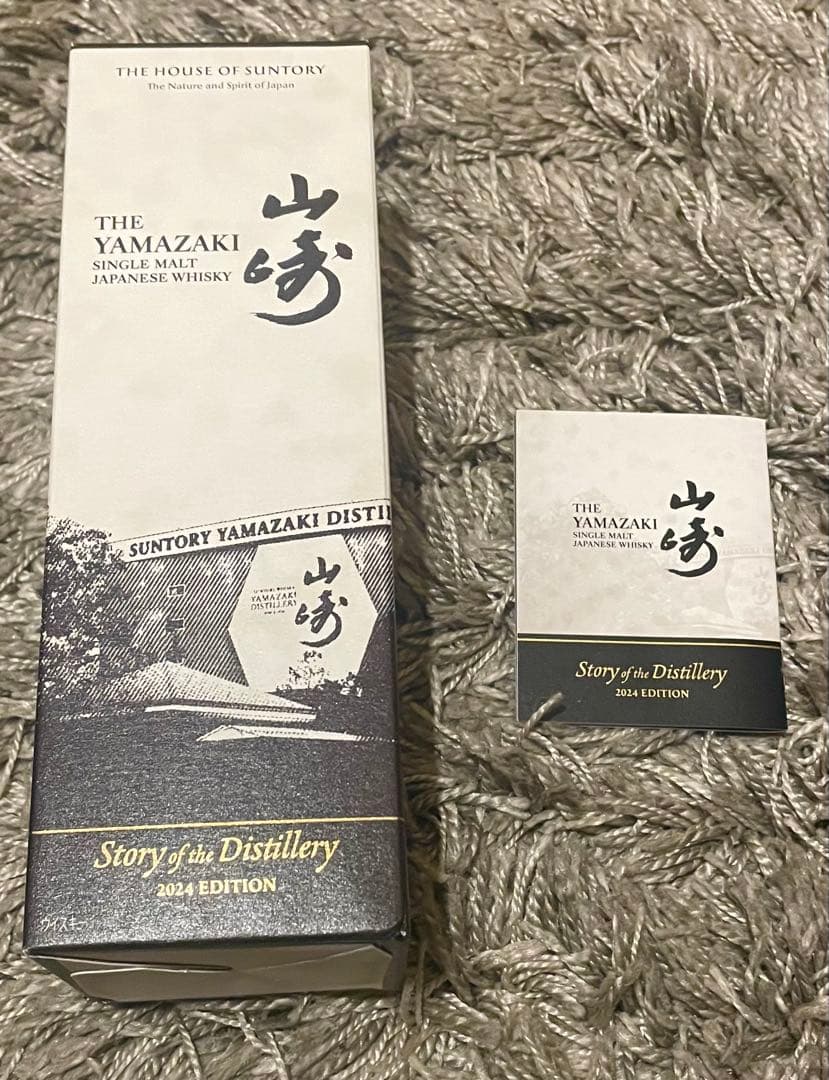 THE HOUSE OF SUNTORY
The Nature and Spirit of Japan
THE
YAMAZAKI
SINGLE MALT
JAPANESE WHISKY
山崎
SUNTORY YAMAZAKI DISTI
YAMAZAKI
DISTILLERY
山崎
Story of the Distillery
2024 EDITION
ウイスキー
THE
YAMAZAKI
SINGLE MALT
JAPANESE WHISKY
山崎
Story of the Distillery
2024 EDITION